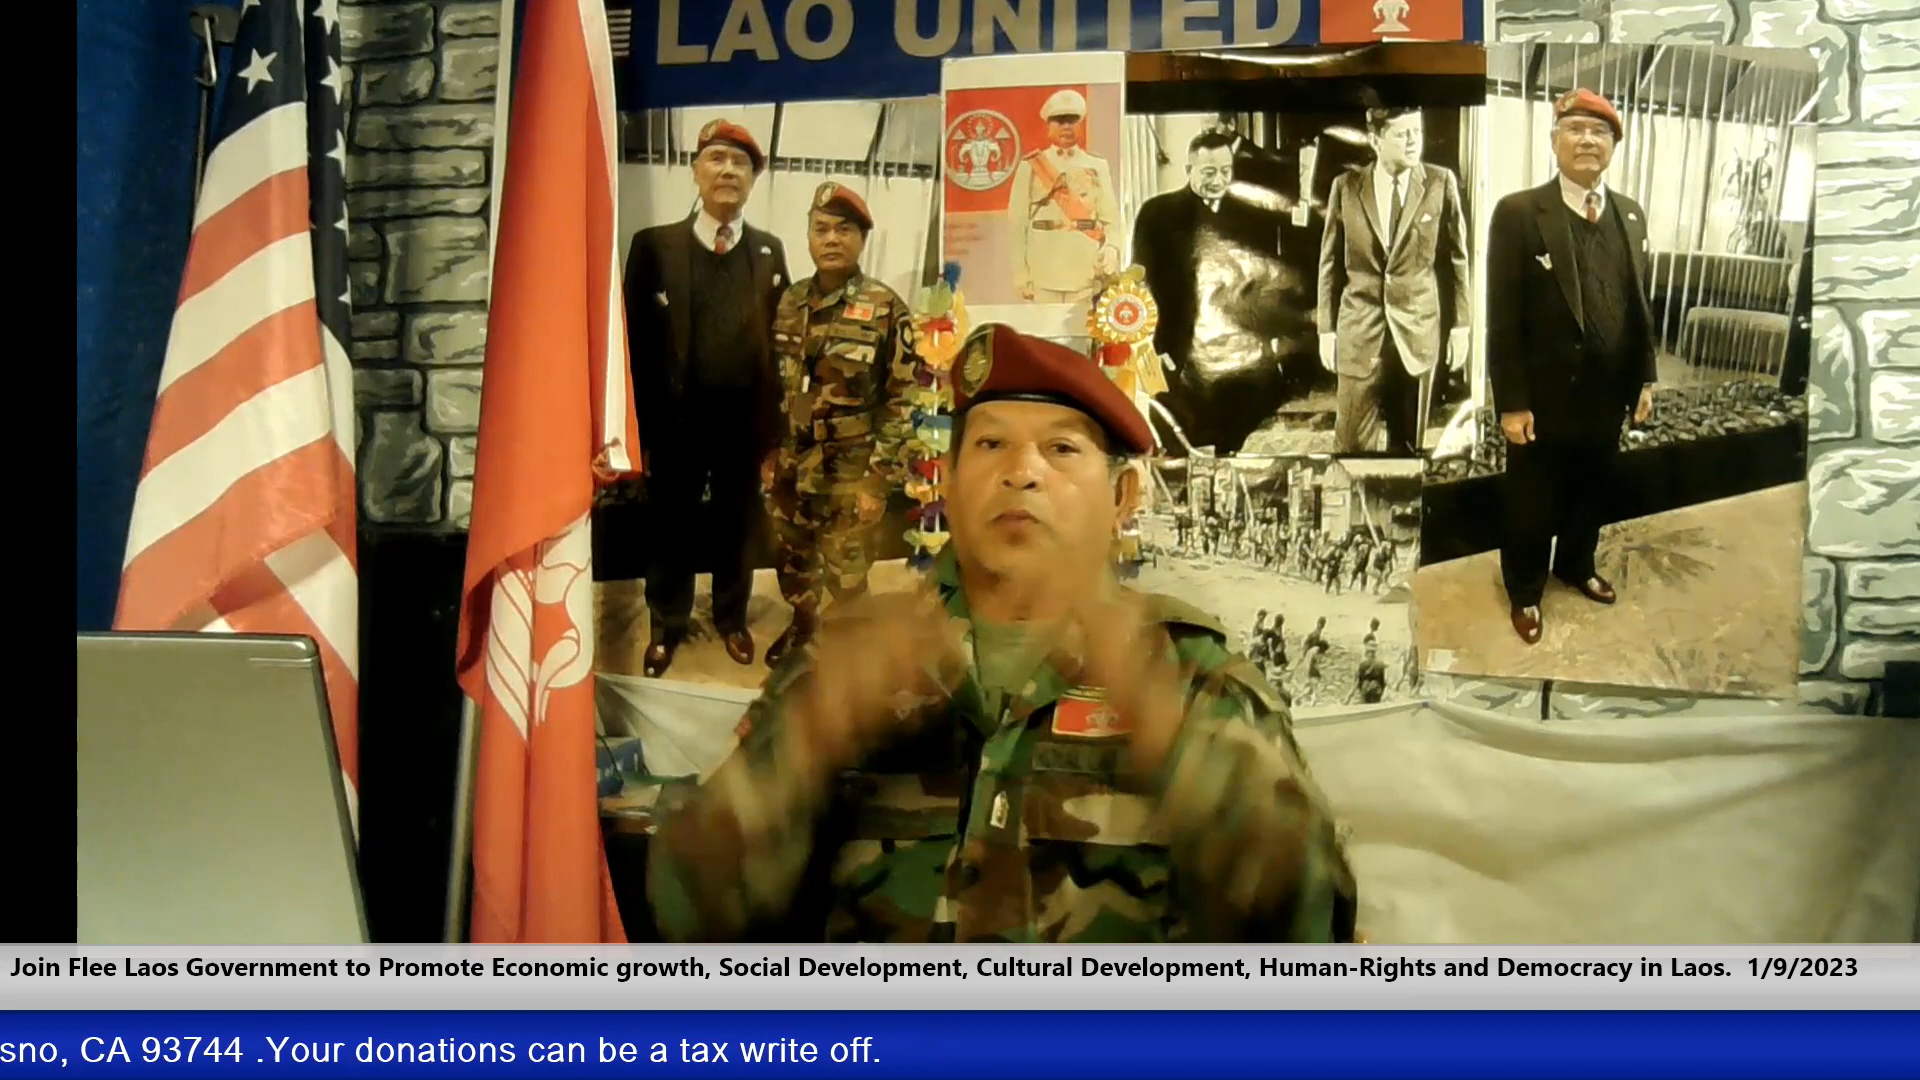 LAO UNITED
Join Flee Laos Government to Promote Economic growth, Social Development, Cultural Development, Human-Rights and Democracy in Laos.  1/9/2023
sno, CA 93744 .Your donations can be a tax write off.